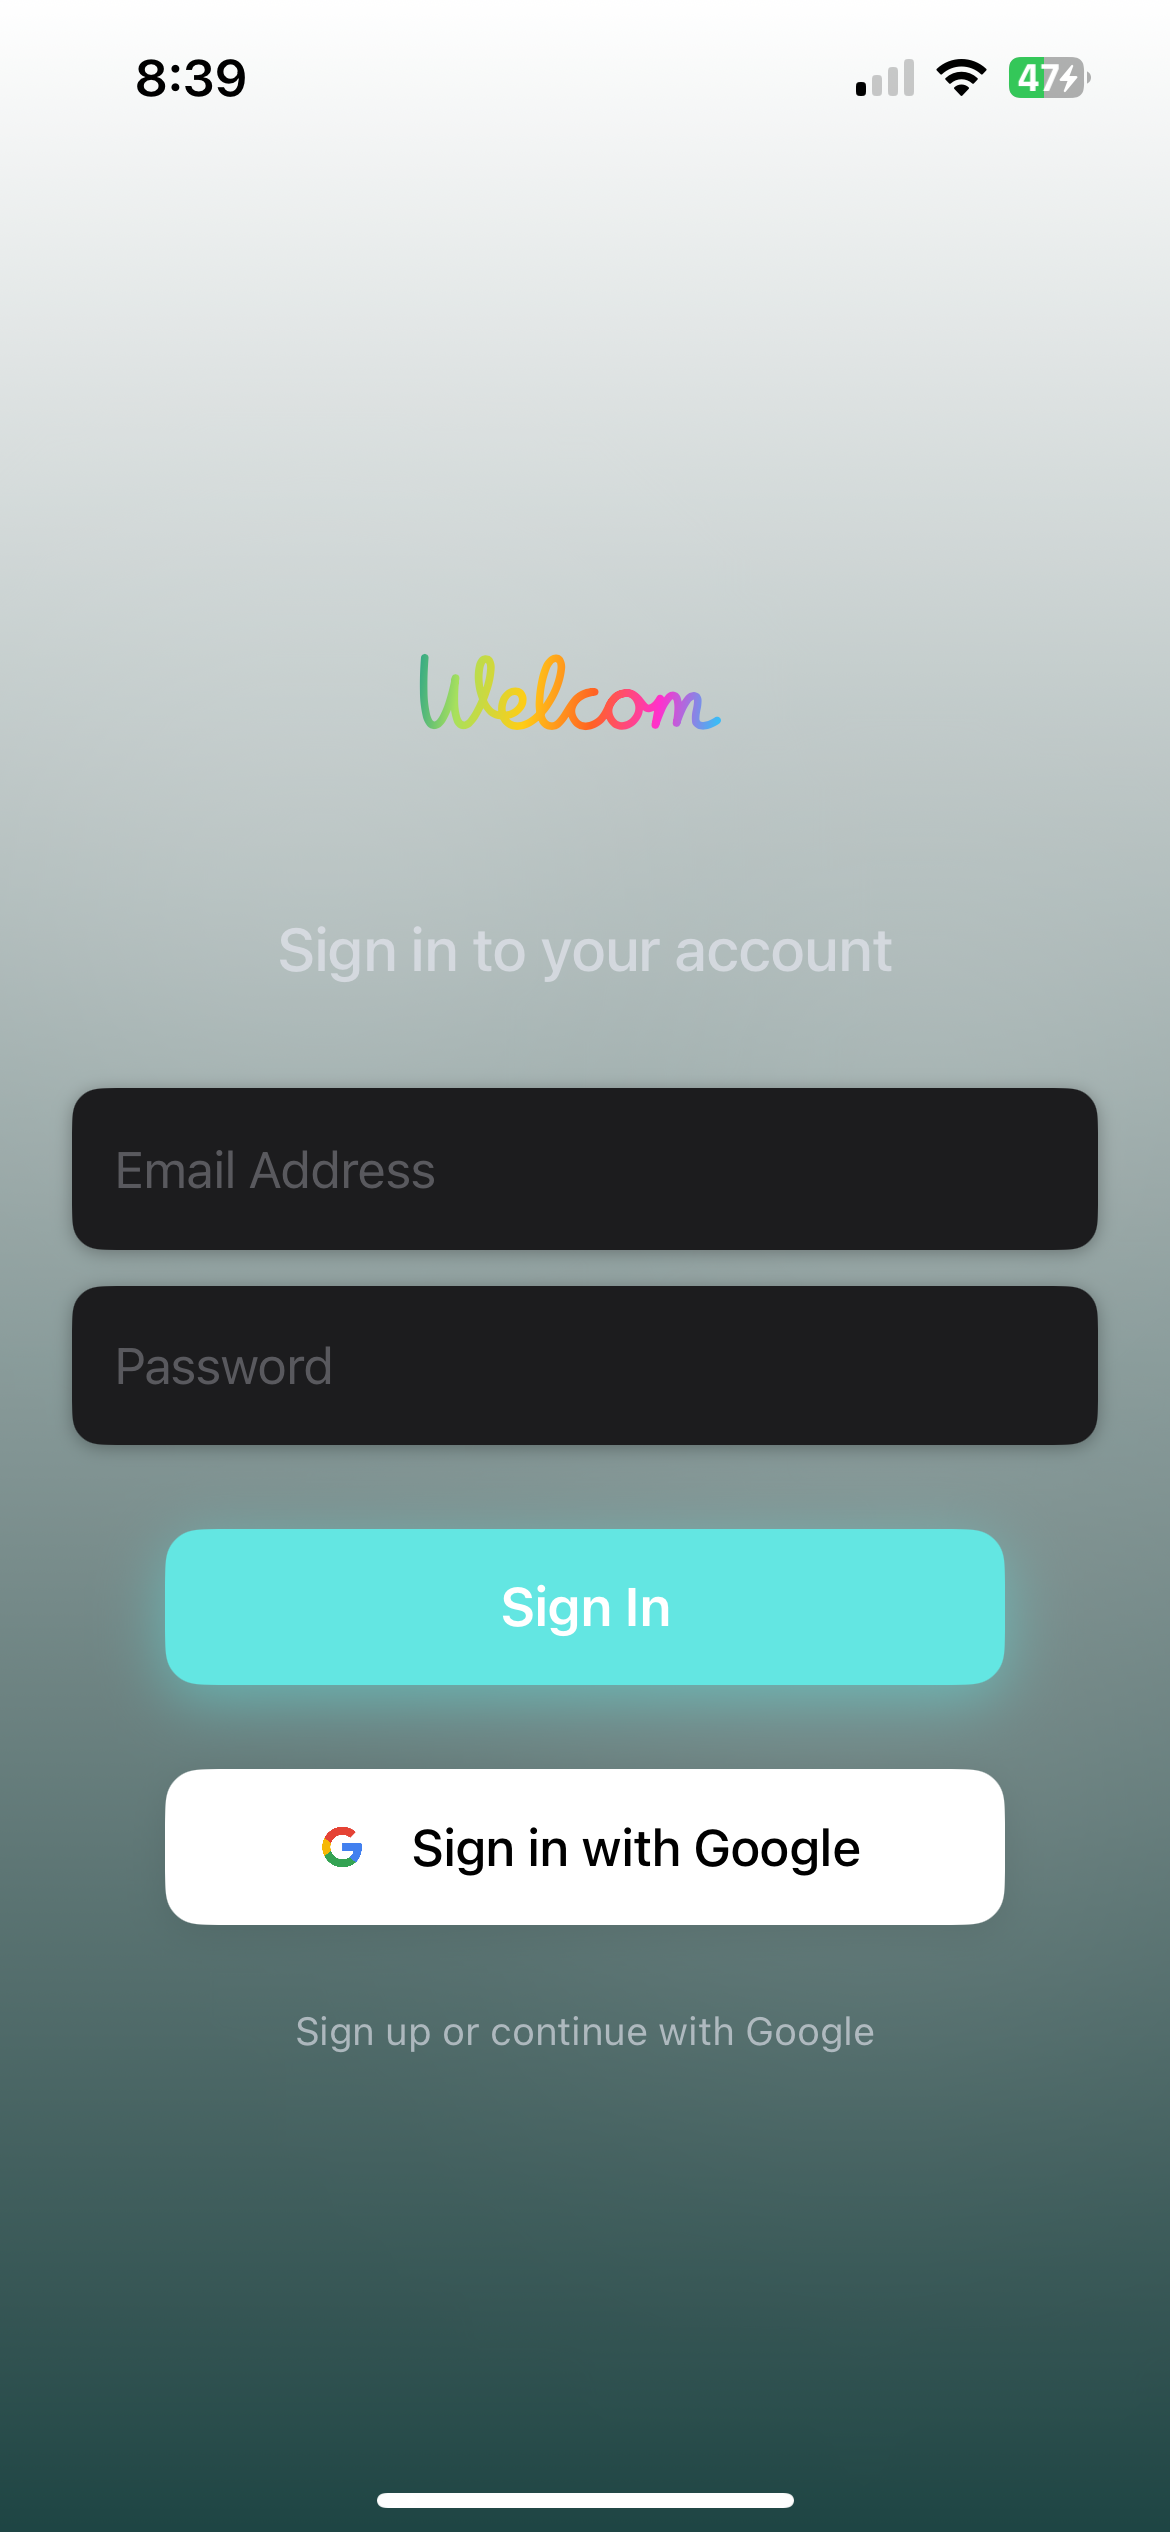 8:39
47
Welcom
Sign in to your account
Email Address
Password
Sign In
Sign in with Google
Sign up or continue with Google